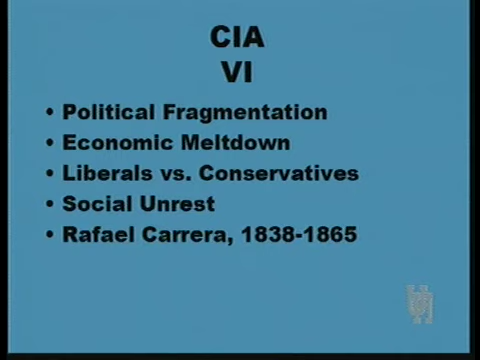 CIA
VI
• Political Fragmentation
• Economic Meltdown
• Liberals vs. Conservatives
• Social Unrest
• Rafael Carrera, 1838-1865